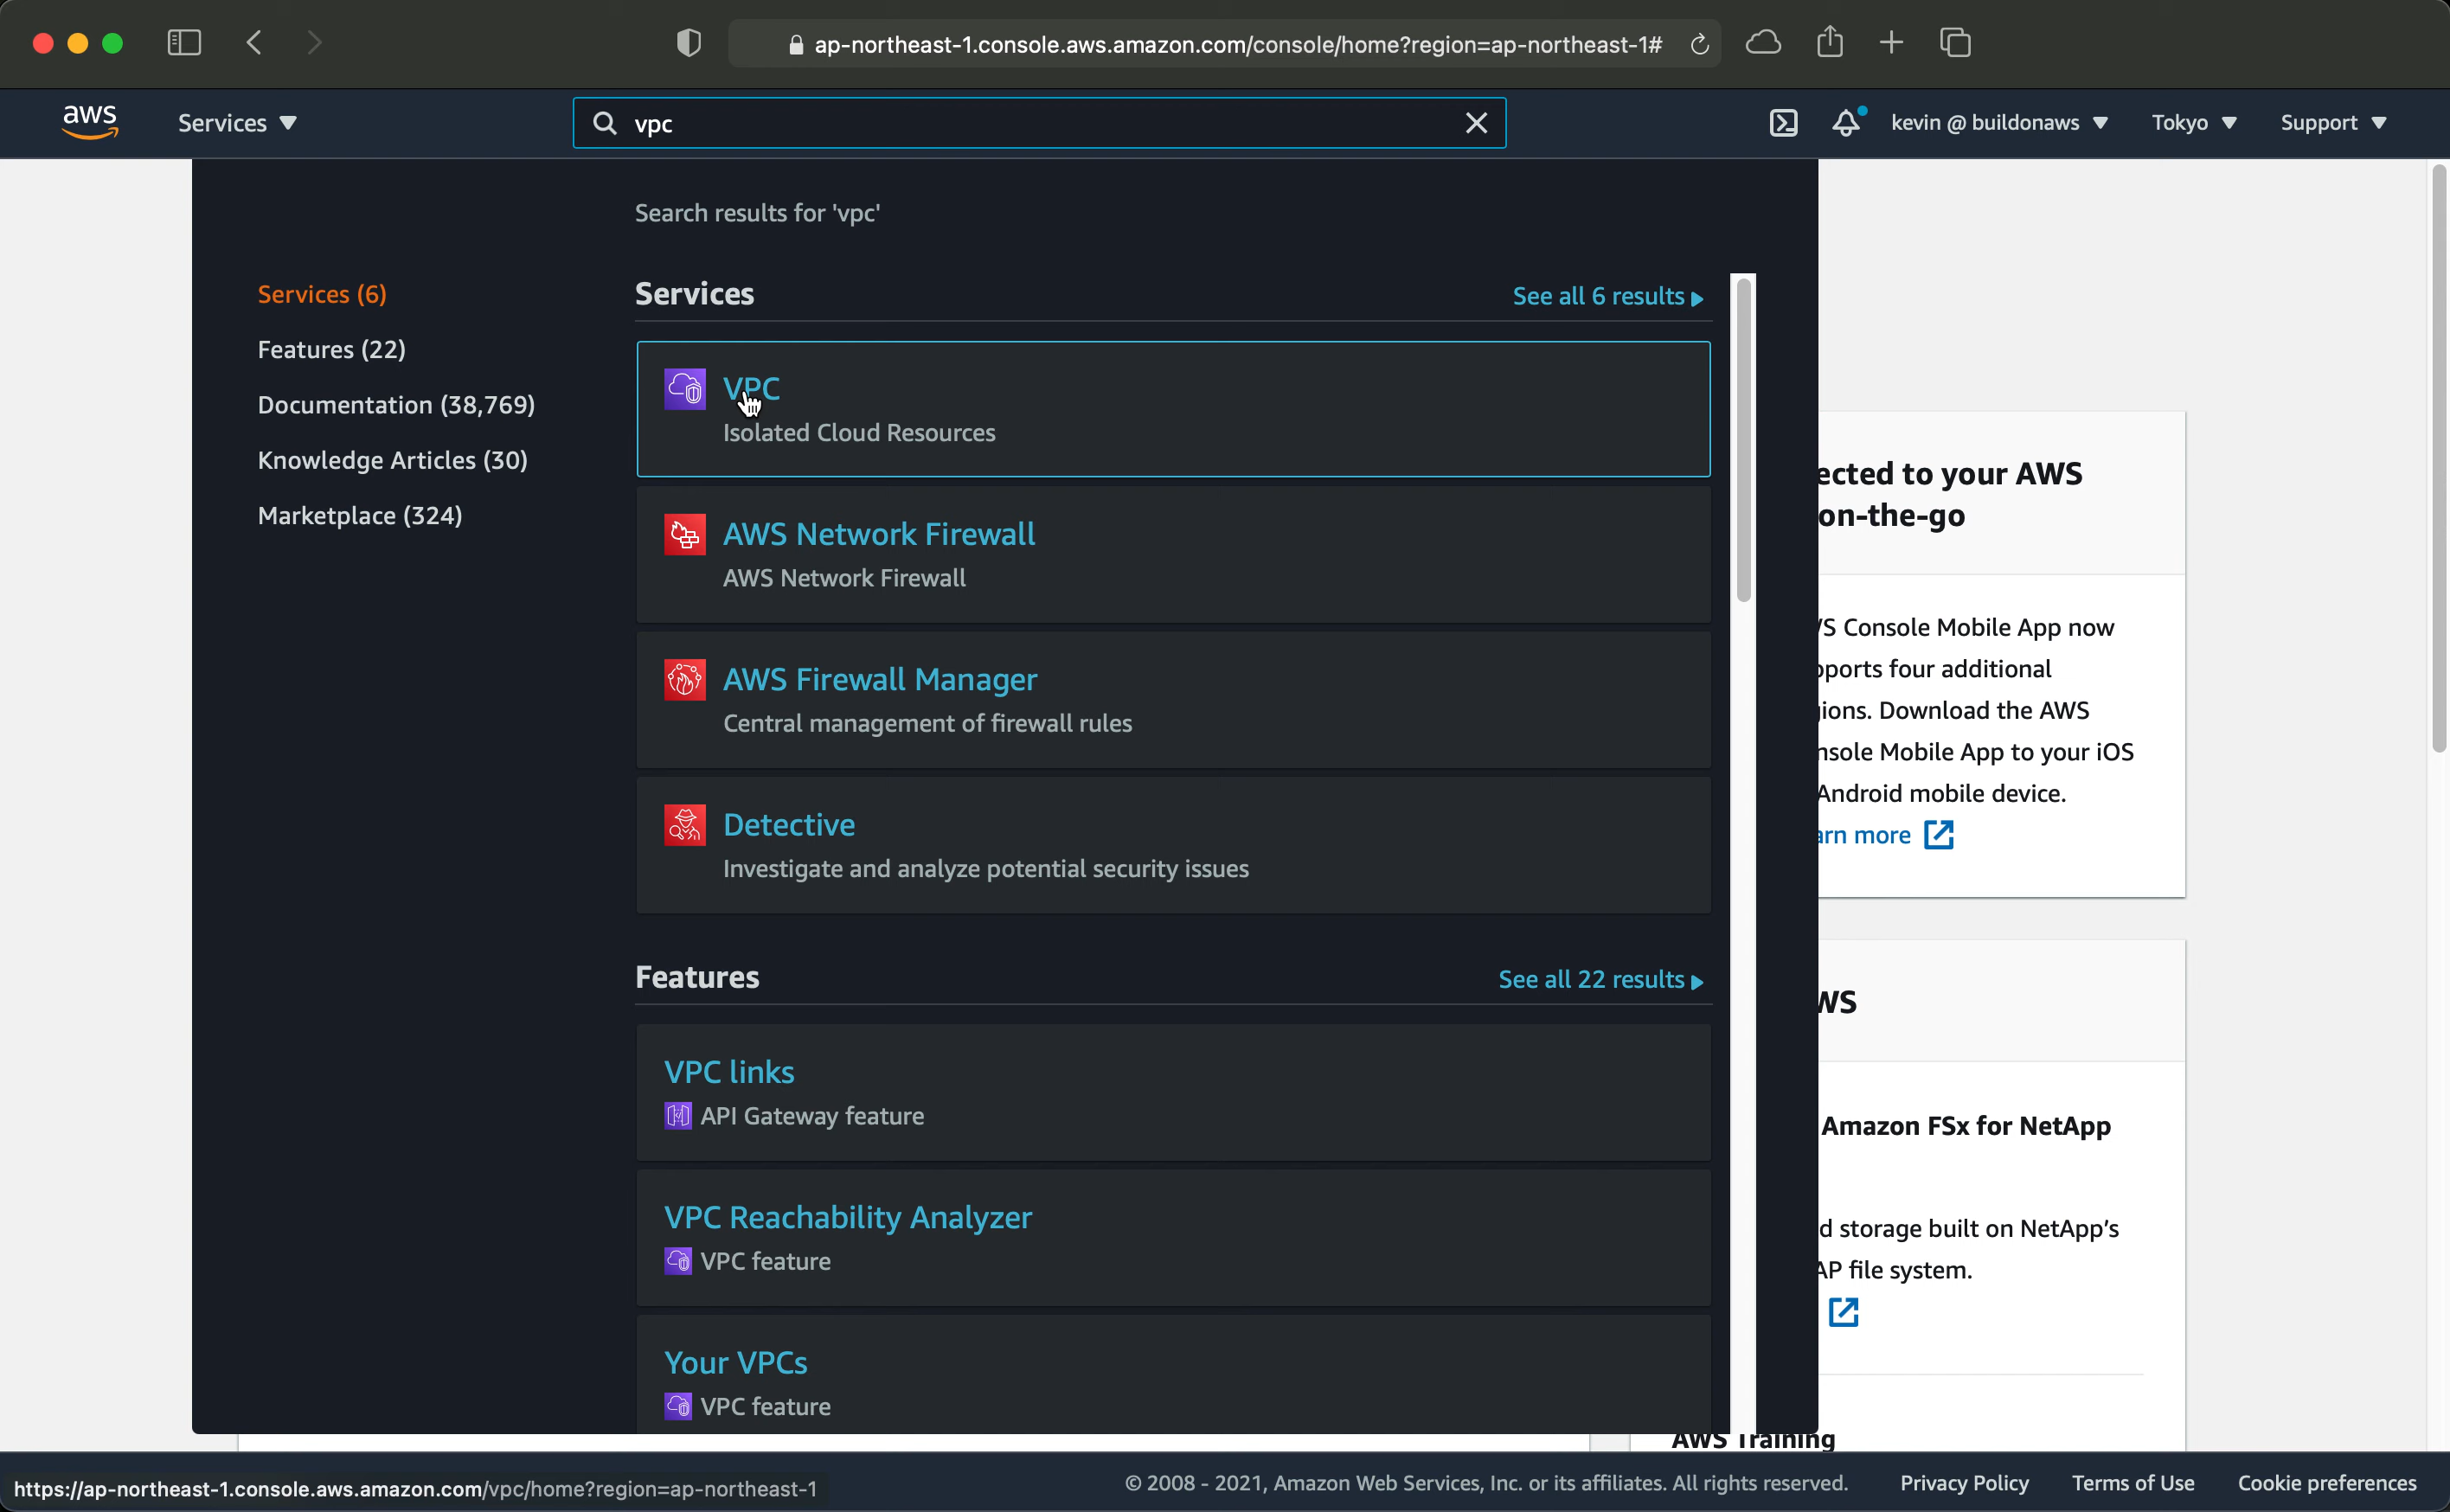 ap-northeast-1.console.aws.amazon.com/console/home?region=ap-northeast-1#
aws
Services
vpc
kevin @ buildonaws
Tokyo
Support
Search results for 'vpc'
Services (6)
Features (22)
Documentation (38,769)
Knowledge Articles (30)
Marketplace (324)
Services
See all 6 results
VPC
Isolated Cloud Resources
AWS Network Firewall
AWS Network Firewall
AWS Firewall Manager
Central management of firewall rules
Detective
Investigate and analyze potential security issues
Features
See all 22 results
VPC links
API Gateway feature
VPC Reachability Analyzer
VPC feature
Your VPCs
VPC feature
ected to your AWS
on-the-go
/S Console Mobile App now
pports four additional
gions. Download the AWS
nsole Mobile App to your iOS
Android mobile device.
arn more
WS
Amazon FSx for NetApp
d storage built on NetApp's
AP file system.
AWS Training
https://ap-northeast-1.console.aws.amazon.com/vpc/home?region=ap-northeast-1
© 2008 - 2021, Amazon Web Services, Inc. or its affiliates. All rights reserved.
Privacy Policy
Terms of Use
Cookie preferences